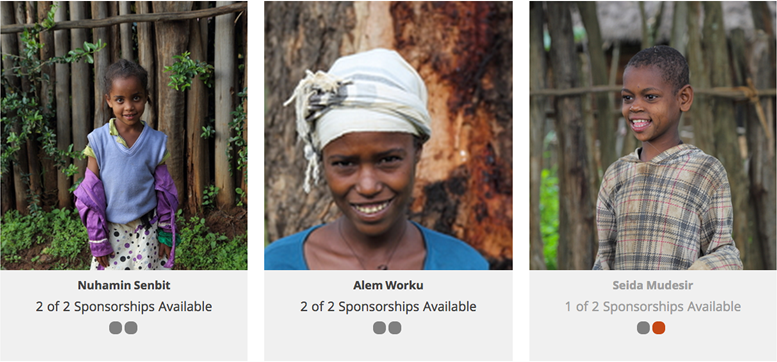 Nuhamin Senbit
2 of 2 Sponsorships Available
Alem Worku
2 of 2 Sponsorships Available
Seida Mudesir
1 of 2 Sponsorships Available